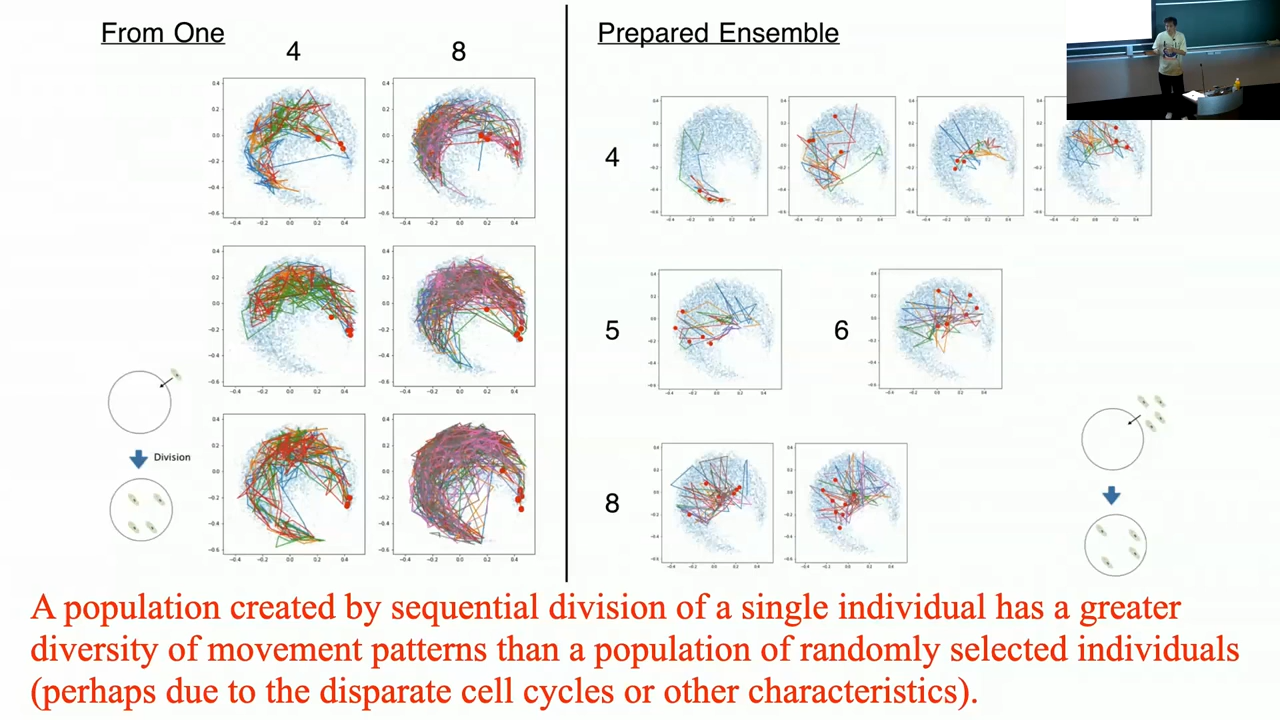 From One
4
8
Prepared Ensemble
4
5
6
8
Division
A population created by sequential division of a single individual has a greater
diversity of movement patterns than a population of randomly selected individuals
(perhaps due to the disparate cell cycles or other characteristics).